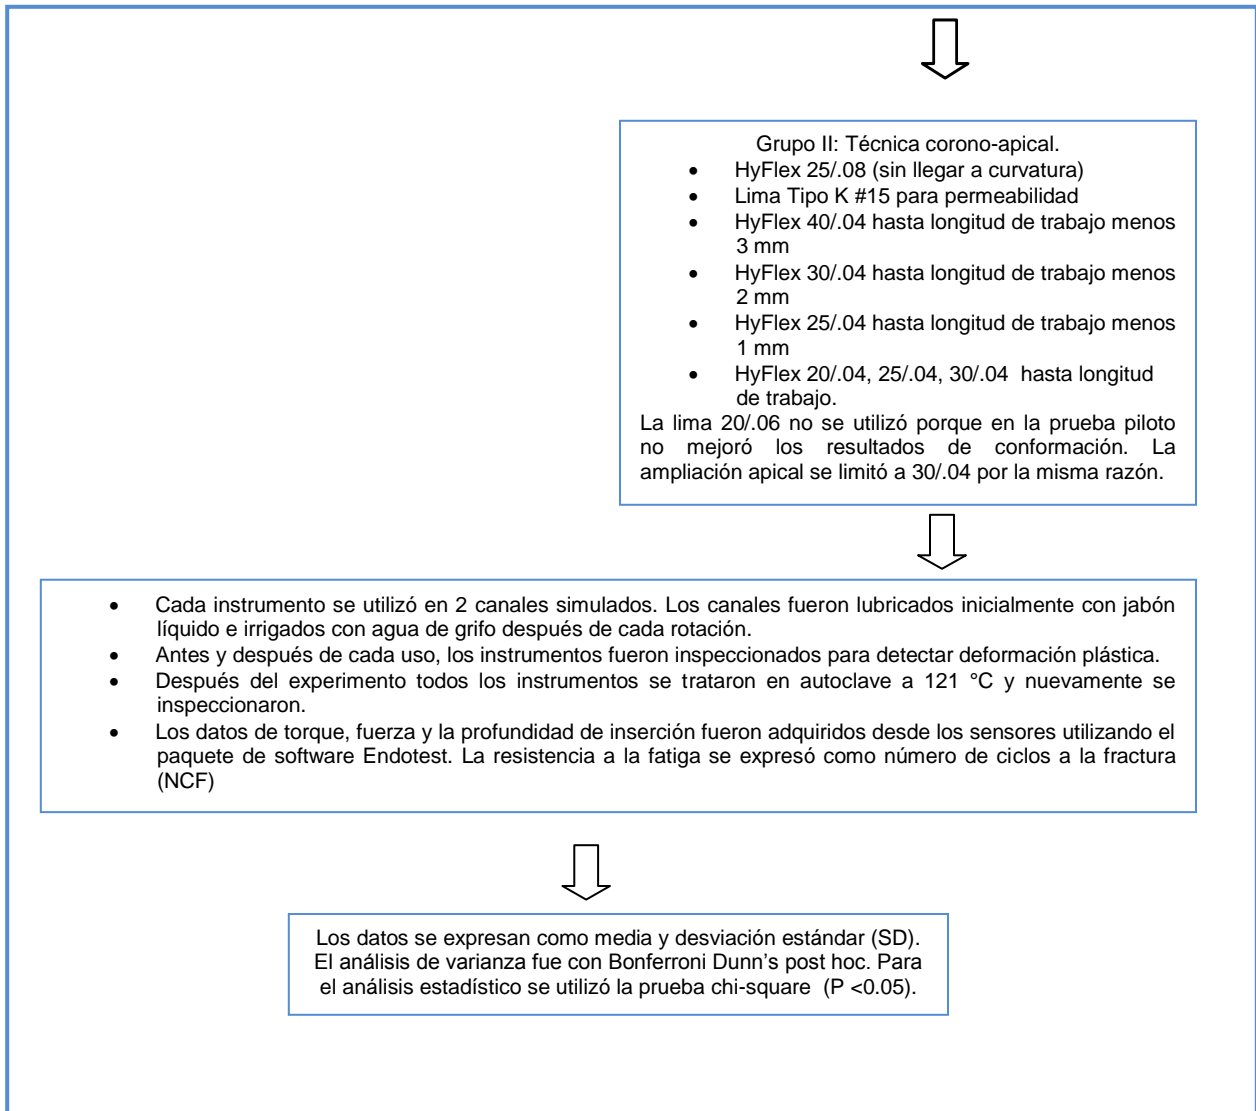 Grupo II: Técnica corono-apical.
• HyFlex 25/.08 (sin llegar a curvatura)
• Lima Tipo K #15 para permeabilidad
• HyFlex 40/.04 hasta longitud de trabajo menos
3 mm
• HyFlex 30/.04 hasta longitud de trabajo menos
2 mm
• HyFlex 25/.04 hasta longitud de trabajo menos
1 mm
• HyFlex 20/.04, 25/.04, 30/.04 hasta longitud
de trabajo.
La lima 20/.06 no se utilizó porque en la prueba piloto
no mejoró los resultados de conformación. La
ampliación apical se limitó a 30/.04 por la misma razón.
• Cada instrumento se utilizó en 2 canales simulados. Los canales fueron lubricados inicialmente con jabón
líquido e irrigados con agua de grifo después de cada rotación.
• Antes y después de cada uso, los instrumentos fueron inspeccionados para detectar deformación plástica.
• Después del experimento todos los instrumentos se trataron en autoclave a 121 °C y nuevamente se
inspeccionaron.
• Los datos de torque, fuerza y la profundidad de inserción fueron adquiridos desde los sensores utilizando el
paquete de software Endotest. La resistencia a la fatiga se expresó como número de ciclos a la fractura
(NCF)
Los datos se expresan como media y desviación estándar (SD).
El análisis de varianza fue con Bonferroni Dunn's post hoc. Para
el análisis estadístico se utilizó la prueba chi-square (P <0.05).